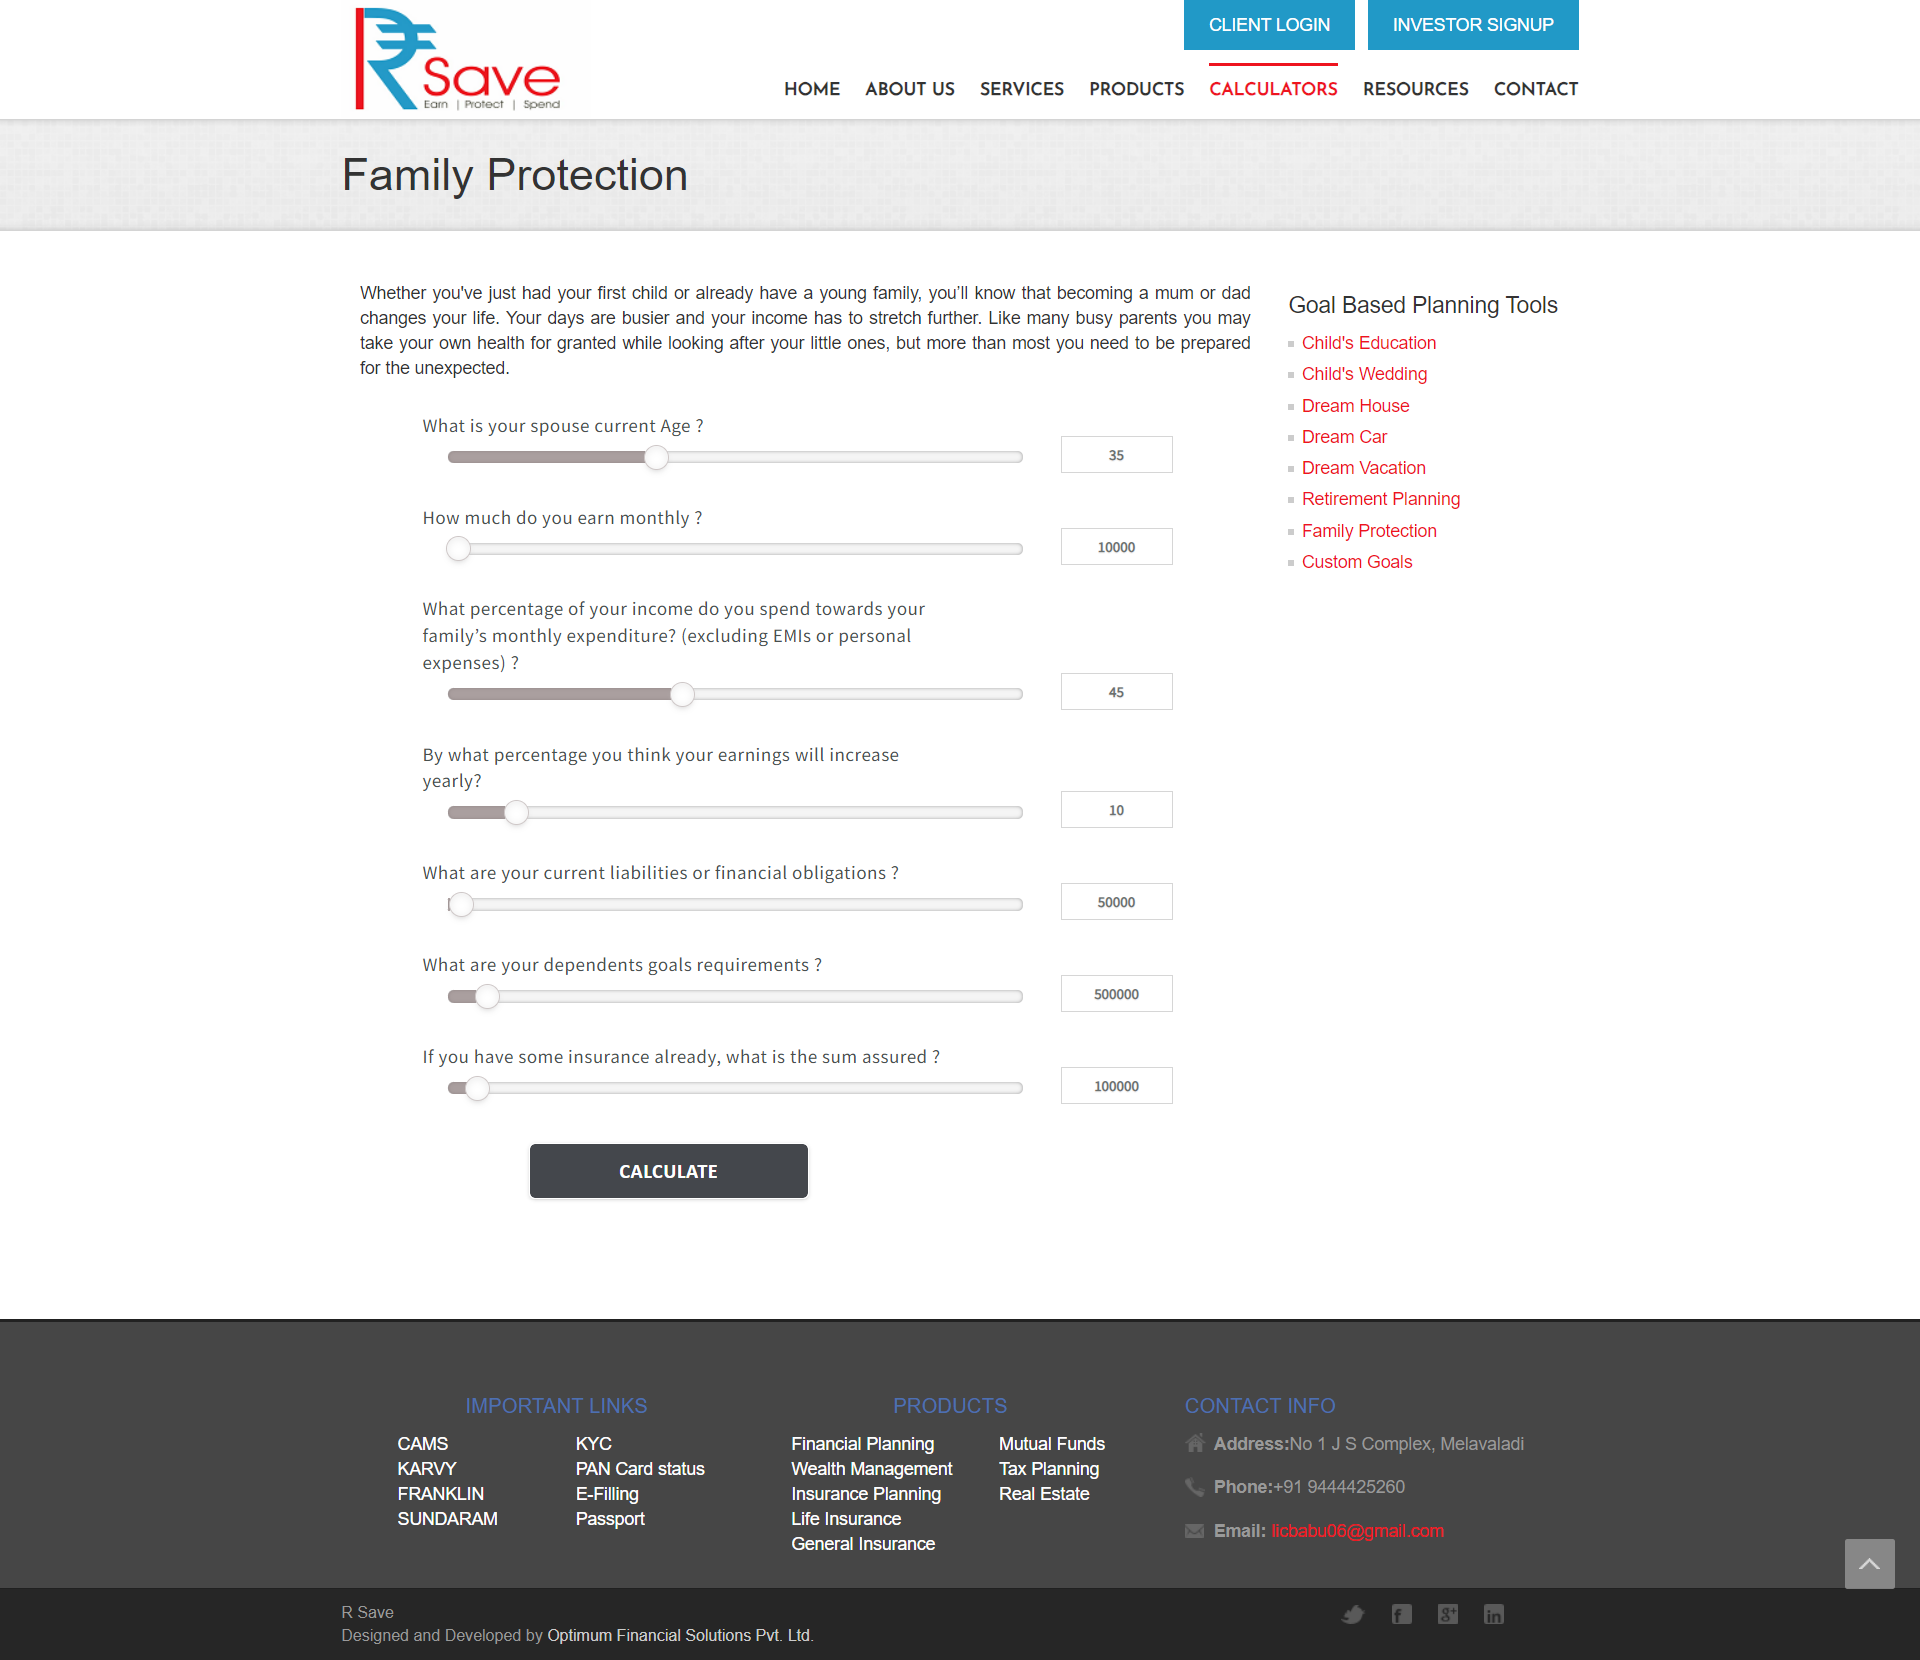 Save
Earn | Protect | Spend
CLIENT LOGIN
INVESTOR SIGNUP
HOME
ABOUT US
SERVICES
PRODUCTS
CALCULATORS
RESOURCES
CONTACT
Family Protection
Whether you've just had your first child or already have a young family, you’ll know that becoming a mum or dad
changes your life. Your days are busier and your income has to stretch further. Like many busy parents you may
take your own health for granted while looking after your little ones, but more than most you need to be prepared
for the unexpected.
What is your spouse current Age ?
35
How much do you earn monthly ?
10000
What percentage of your income do you spend towards your
family’s monthly expenditure? (excluding EMIs or personal
expenses) ?
45
By what percentage you think your earnings will increase
yearly?
10
What are your current liabilities or financial obligations ?
50000
What are your dependents goals requirements ?
500000
If you have some insurance already, what is the sum assured ?
100000
CALCULATE
Goal Based Planning Tools
Child's Education
Child's Wedding
Dream House
Dream Car
Dream Vacation
Retirement Planning
Family Protection
Custom Goals
IMPORTANT LINKS
CAMS
KARVY
FRANKLIN
SUNDARAM
KYC
PAN Card status
E-Filling
Passport
PRODUCTS
Financial Planning
Wealth Management
Insurance Planning
Life Insurance
General Insurance
Mutual Funds
Tax Planning
Real Estate
CONTACT INFO
Address:No 1 J S Complex, Melavaladi
Phone:+91 9444425260
Email: licbabu06@gmail.com
R Save
Designed and Developed by Optimum Financial Solutions Pvt. Ltd.